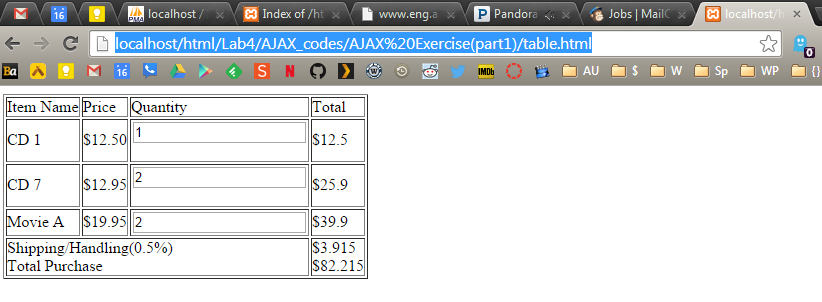 16 localhost / Index of /ht www.eng.a Pandora Jobs | MailC localhost/h
localhost/html/Lab4/AJAX_codes/AJAX%20Exercise(part1)/table.html
0
Ba 16 S N IMDb AU $ W Sp WP {}
Item Name Price Quantity Total
CD 1 $12.50 1 $12.5
CD 7 $12.95 2 $25.9
Movie A $19.95 2 $39.9
Shipping/Handling(0.5%) $3.915
Total Purchase $82.215